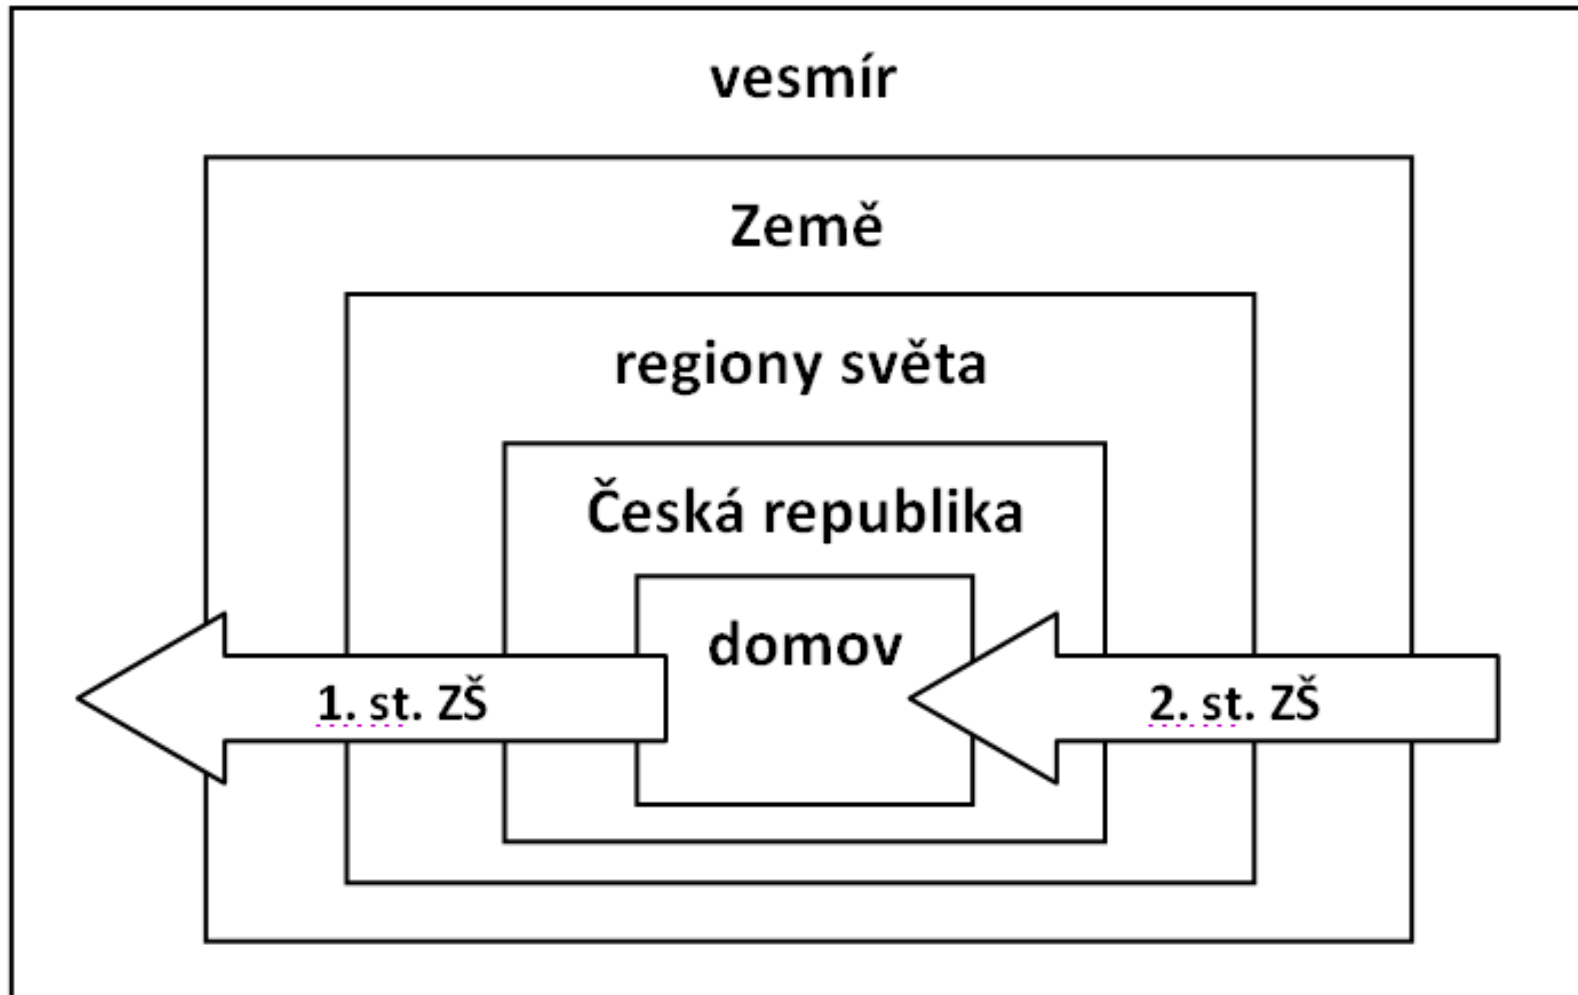 vesmír
Země
regiony světa
Česká republika
domov
1. st. ZŠ
2. st. ZŠ